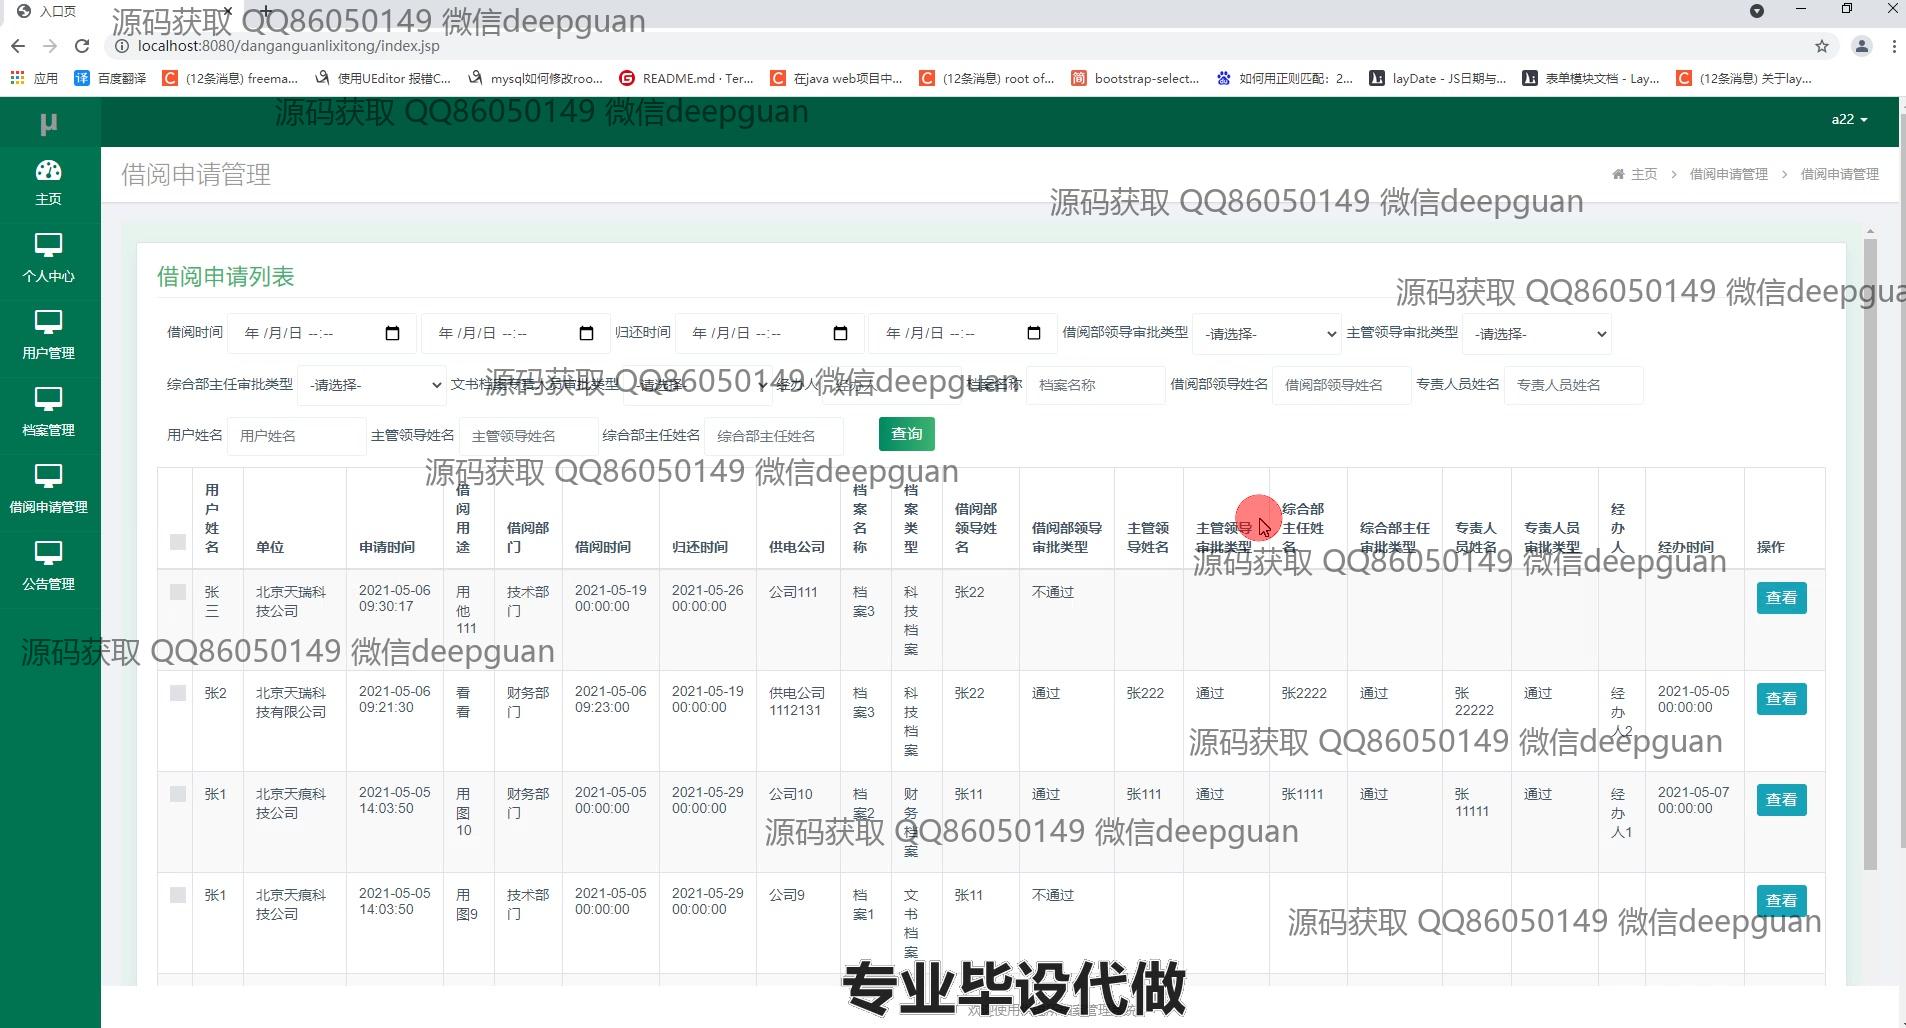 入口页
源码获取 QQ86050149 微信deepguan
localhost:8080/danganguanlixitong/index.jsp
应用 百度翻译 (12条消息) freema... 使用UEditor 报错C... mysql如何修改roo... README.md · Ter... 在java web项目中... (12条消息) root of... bootstrap-select... 如何用正则匹配：2... layDate - JS日期与... 表单模块文档 - Lay... (12条消息) 关于lay...
μ
源码获取 QQ86050149 微信deepguan
a22
主页
个人中心
用户管理
档案管理
借阅申请管理
公告管理
借阅申请管理
主页 > 借阅申请管理 > 借阅申请管理
源码获取 QQ86050149 微信deepguan
借阅申请列表
源码获取 QQ86050149 微信deepgua
借阅时间 年 /月/日 --:-- 年 /月/日 --:-- 归还时间 年 /月/日 --:-- 年 /月/日 --:-- 借阅部领导审批类型 -请选择- 主管领导审批类型 -请选择-
综合部主任审批类型 -请选择- 文书档案专责人员审批类型 -请选择- 经办人 经办人 档案名称 档案名称 借阅部领导姓名 借阅部领导姓名 专责人员姓名 专责人员姓名
源码获取 QQ86050149 微信deepguan
用户姓名 用户姓名 主管领导姓名 主管领导姓名 综合部主任姓名 综合部主任姓名 查询
源码获取 QQ86050149 微信deepguan
用户姓名 单位 申请时间 借阅用途 借阅部门 借阅时间 归还时间 供电公司 档案名称 档案类型 借阅部领导姓名 借阅部领导审批类型 主管领导姓名 主管领导审批类型 综合部主任姓名 综合部主任审批类型 专责人员姓名 专责人员审批类型 经办人 经办时间 操作
源码获取 QQ86050149 微信deepguan
张三 北京天瑞科技公司 2021-05-06 09:30:17 用他111 技术部门 2021-05-19 00:00:00 2021-05-26 00:00:00 公司111 档案3 科技档案 张22 不通过 查看
源码获取 QQ86050149 微信deepguan
张2 北京天瑞科技有限公司 2021-05-06 09:21:30 看看 财务部门 2021-05-06 09:23:00 2021-05-19 00:00:00 供电公司1112131 档案3 科技档案 张22 通过 张222 通过 张2222 通过 张22222 通过 经办人2 2021-05-05 00:00:00 查看
源码获取 QQ86050149 微信deepguan
张1 北京天痕科技公司 2021-05-05 14:03:50 用图10 财务部门 2021-05-05 00:00:00 2021-05-29 00:00:00 公司10 档案2 财务档案 张11 通过 张111 通过 张1111 通过 张11111 通过 经办人1 2021-05-07 00:00:00 查看
源码获取 QQ86050149 微信deepguan
张1 北京天痕科技公司 2021-05-05 14:03:50 用图9 技术部门 2021-05-05 00:00:00 2021-05-29 00:00:00 公司9 档案1 文书档案 张11 不通过 查看
源码获取 QQ86050149 微信deepguan
专业毕设代做